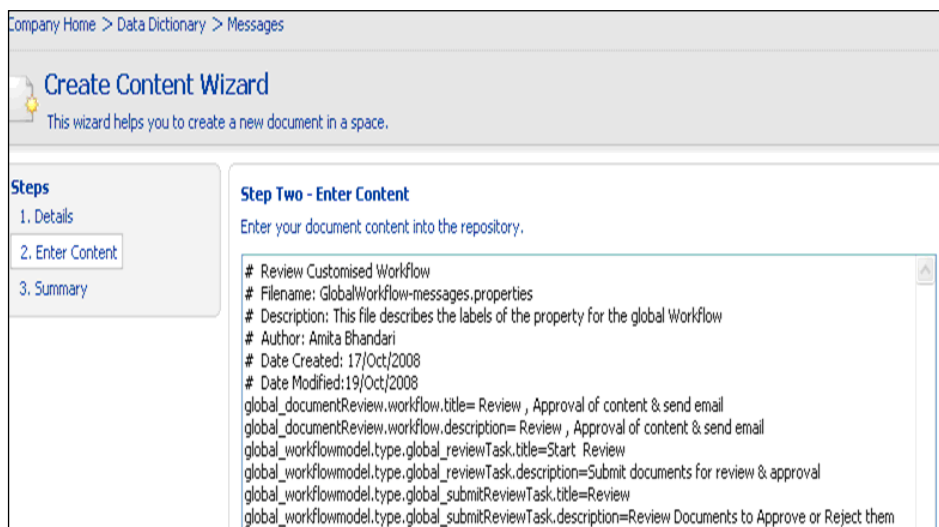 Company Home > Data Dictionary > Messages
Create Content Wizard
This wizard helps you to create a new document in a space.
Steps
1. Details
2. Enter Content
3. Summary
Step Two - Enter Content
Enter your document content into the repository.
# Review Customised Workflow
# Filename: GlobalWorkflow-messages.properties
# Description: This file describes the labels of the property for the global Workflow
# Author: Amita Bhandari
# Date Created: 17/Oct/2008
# Date Modified:19/Oct/2008
global_documentReview.workflow.title= Review , Approval of content & send email
global_documentReview.workflow.description= Review , Approval of content & send email
global_workflowmodel.type.global_reviewTask.title=Start Review
global_workflowmodel.type.global_reviewTask.description=Submit documents for review & approval
global_workflowmodel.type.global_submitReviewTask.title=Review
global_workflowmodel.type.global_submitReviewTask.description=Review Documents to Approve or Reject them